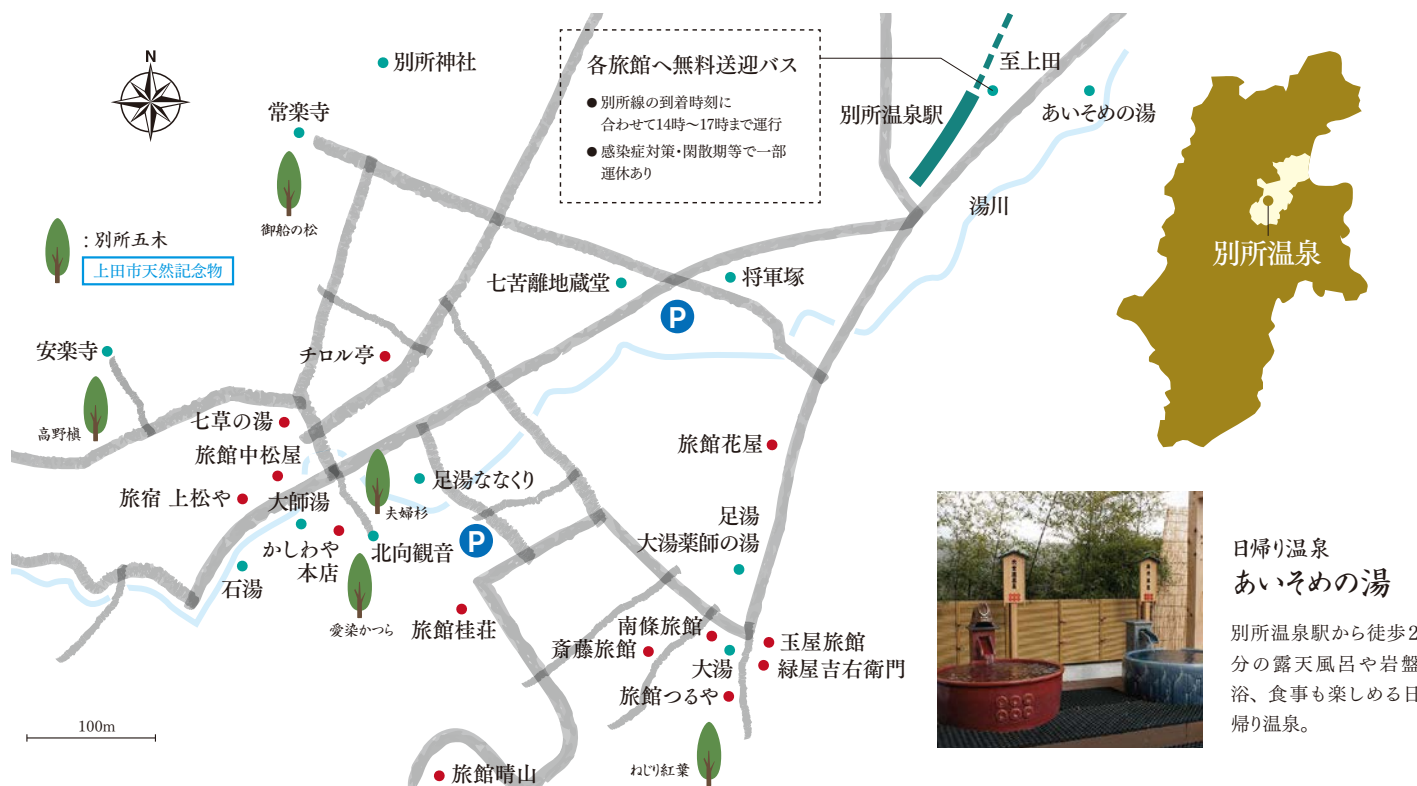 N
別所神社
常楽寺
御船の松
：別所五木
上田市天然記念物
各旅館へ無料送迎バス
● 別所線の到着時刻に
合わせて14時〜17時まで運行
● 感染症対策・閑散期等で一部
運休あり
至上田
別所温泉駅
あいそめの湯
湯川
別所温泉
七苦離地蔵堂
将軍塚
P
安楽寺
高野槇
チロル亭
七草の湯
旅館中松屋
旅宿 上松や
大師湯
かしわや
本店
石湯
夫婦杉
足湯ななくり
北向観音
P
愛染かつら
旅館桂荘
旅館花屋
足湯
大湯薬師の湯
南條旅館
斎藤旅館
大湯
玉屋旅館
緑屋吉右衛門
旅館つるや
ねじり紅葉
旅館晴山
100m
日帰り温泉
あいそめの湯
別所温泉駅から徒歩2
分の露天風呂や岩盤
浴、食事も楽しめる日
帰り温泉。